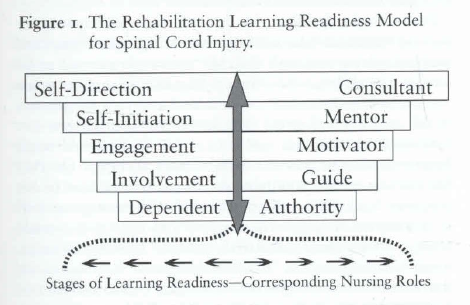 Figure 1. The Rehabilitation Learning Readiness Model
for Spinal Cord Injury.
Self-Direction Consultant
Self-Initiation Mentor
Engagement Motivator
Involvement Guide
Dependent Authority
Stages of Learning Readiness—Corresponding Nursing Roles